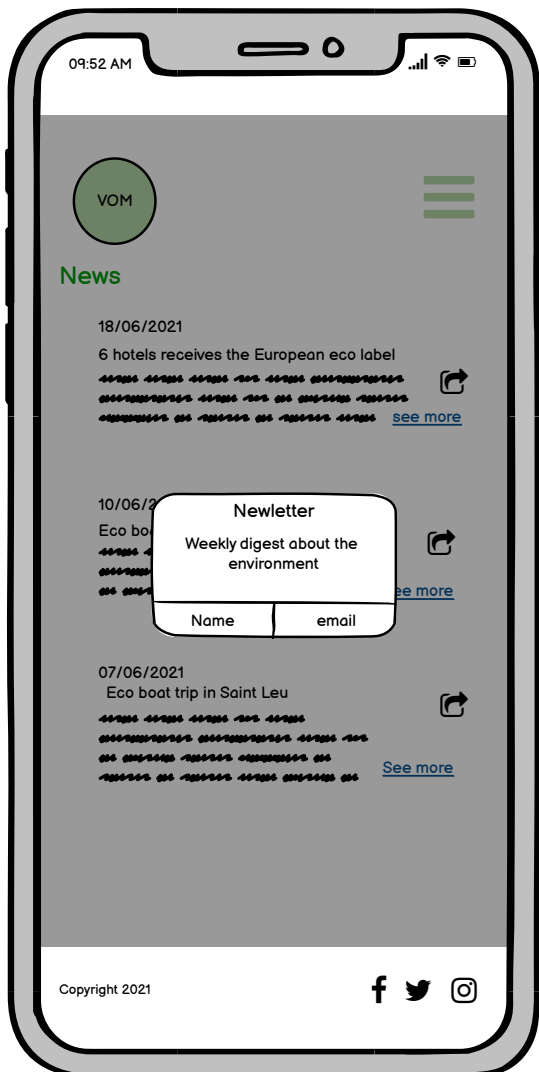 09:52 AM
VOM
News
18/06/2021
6 hotels receives the European eco label
see more
10/06/2
Eco bo
Newletter
Weekly digest about the
environment
Name
email
ee more
07/06/2021
Eco boat trip in Saint Leu
See more
Copyright 2021